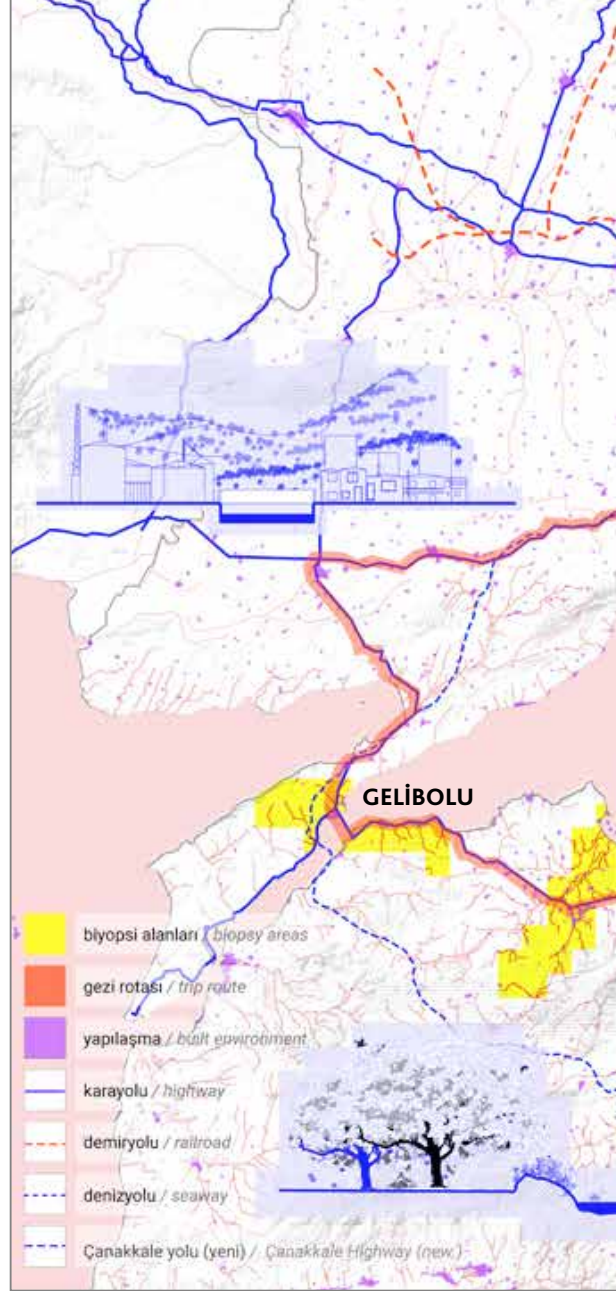 GELİBOLU
biyopsi alanları / biopsy areas
gezi rotası / trip route
yapılaşma / built environment
karayolu / highway
demiryolu / railroad
denizyolu / seaway
Çanakkale yolu (yeni) / Çanakkale Highway (new.)